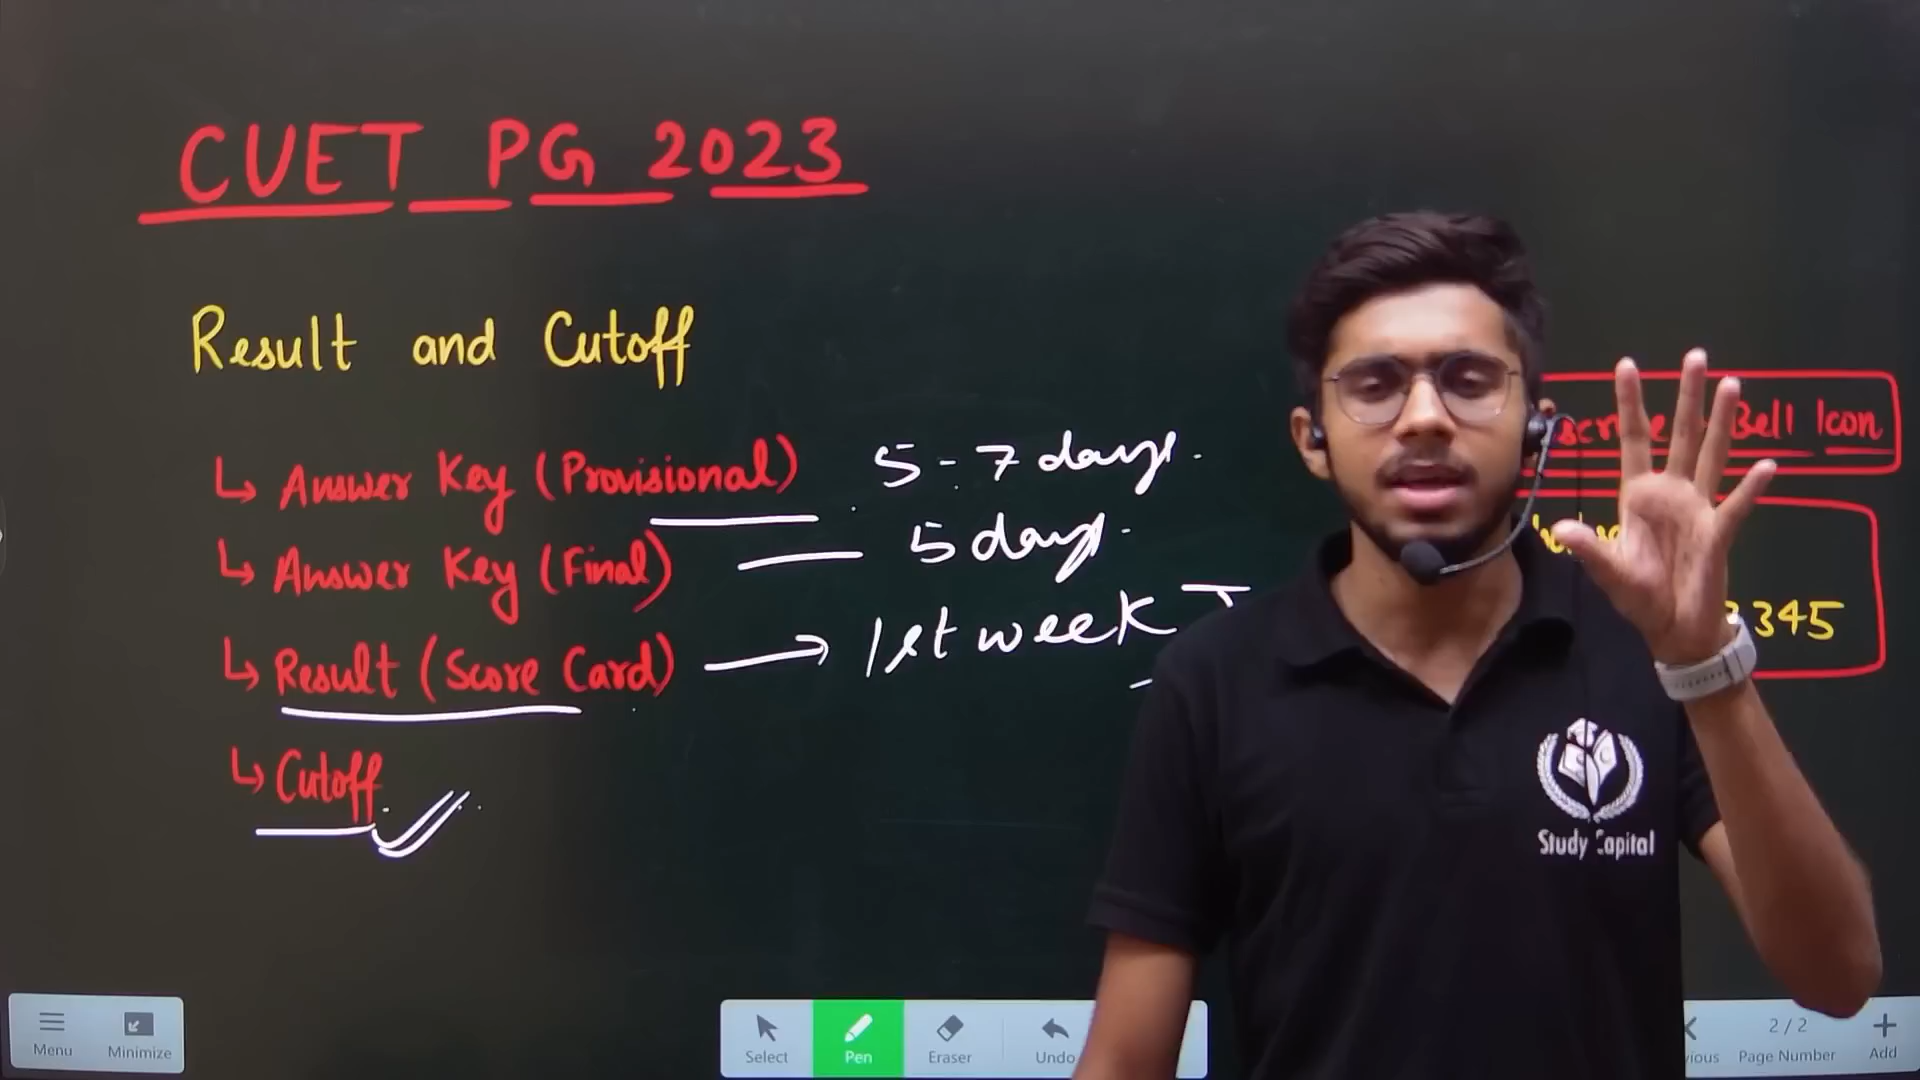 CUET PG 2023
Result and Cutoff
↳ Answer Key (Provisional) 5-7 days.
↳ Answer Key (Final) 5 days.
↳ Result (Score Card) → 1st week
↳ Cutoff
Bell Icon
345
Study Capital
Menu
Minimize
Select
Pen
Eraser
Undo
2 / 2
Page Number
Add